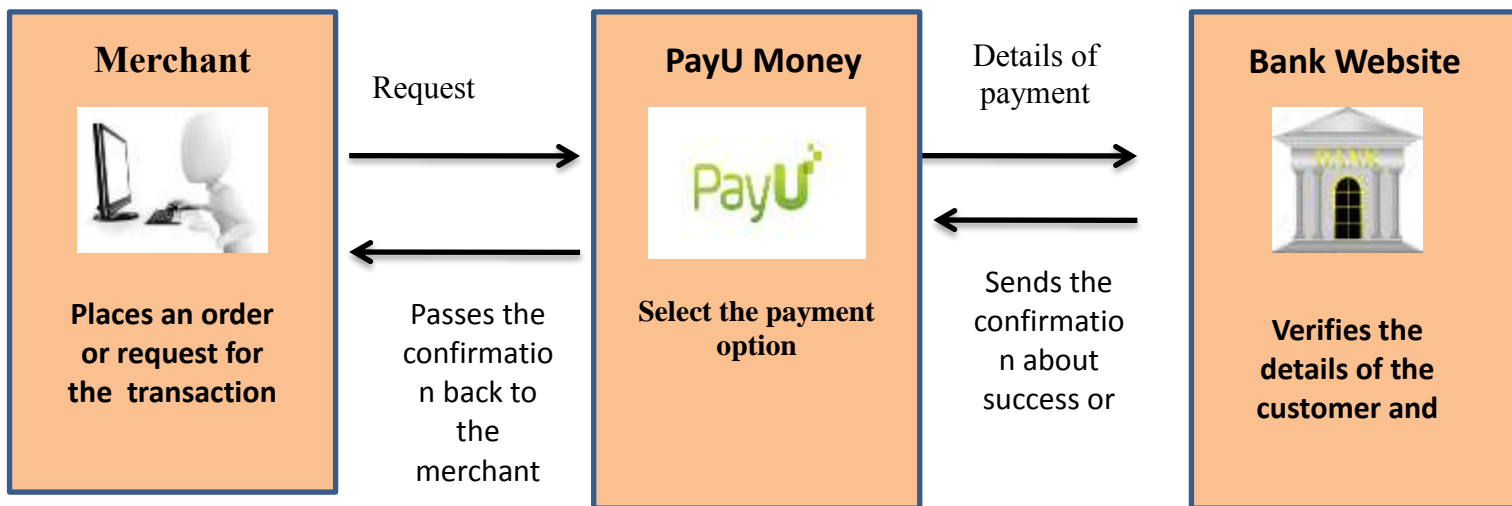 Merchant
Places an order
or request for
the transaction
Request
Passes the
confirmatio
n back to
the
merchant
PayU Money
PayU
Select the payment
option
Details of
payment
Sends the
confirmatio
n about
success or
Bank Website
BANK
Verifies the
details of the
customer and